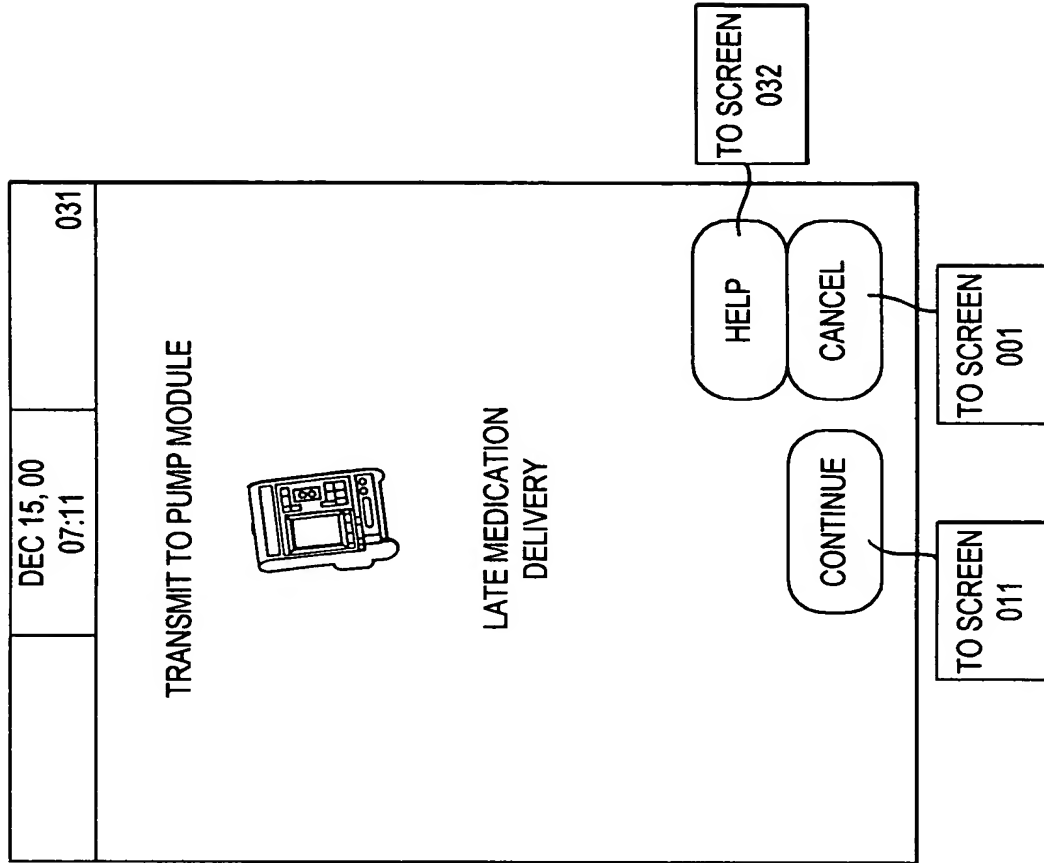 DEC 15, 00
07:11
031
TRANSMIT TO PUMP MODULE
LATE MEDICATION
DELIVERY
HELP
CONTINUE
CANCEL
TO SCREEN
032
TO SCREEN
011
TO SCREEN
001